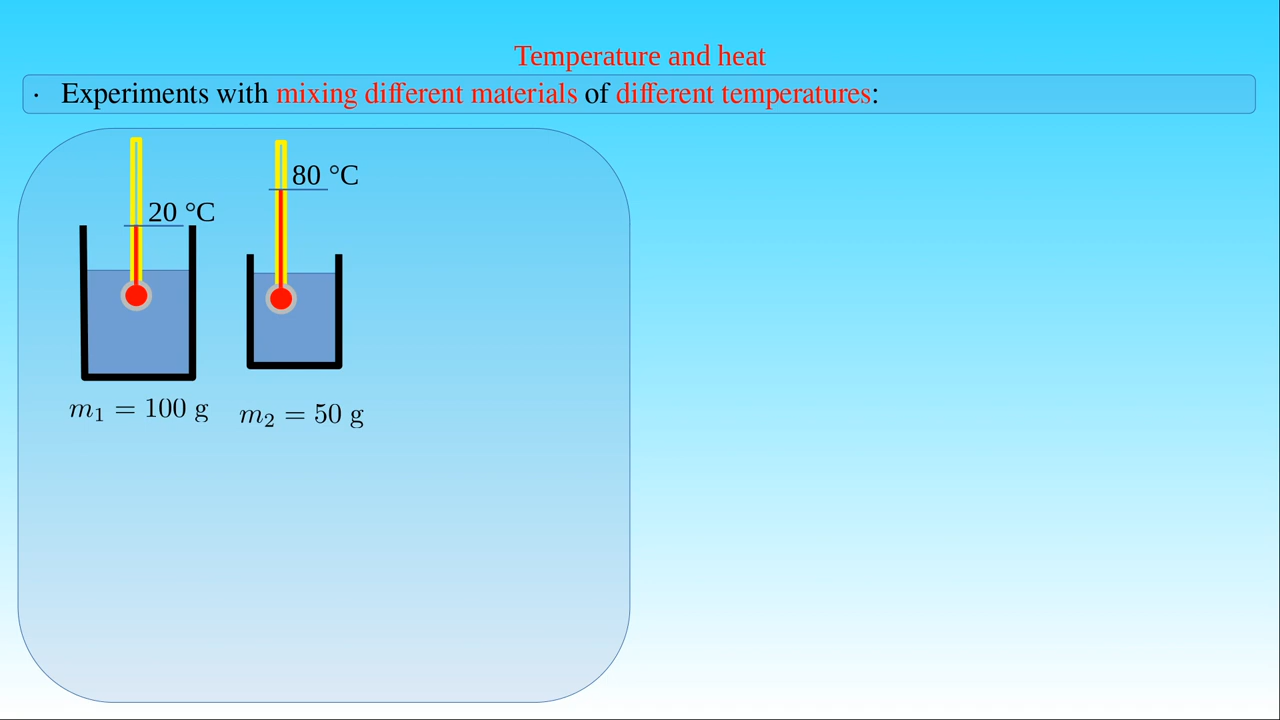 Temperature and heat
· Experiments with mixing different materials of different temperatures:
80 °C
20 °C
m₁ = 100 g
m₂ = 50 g